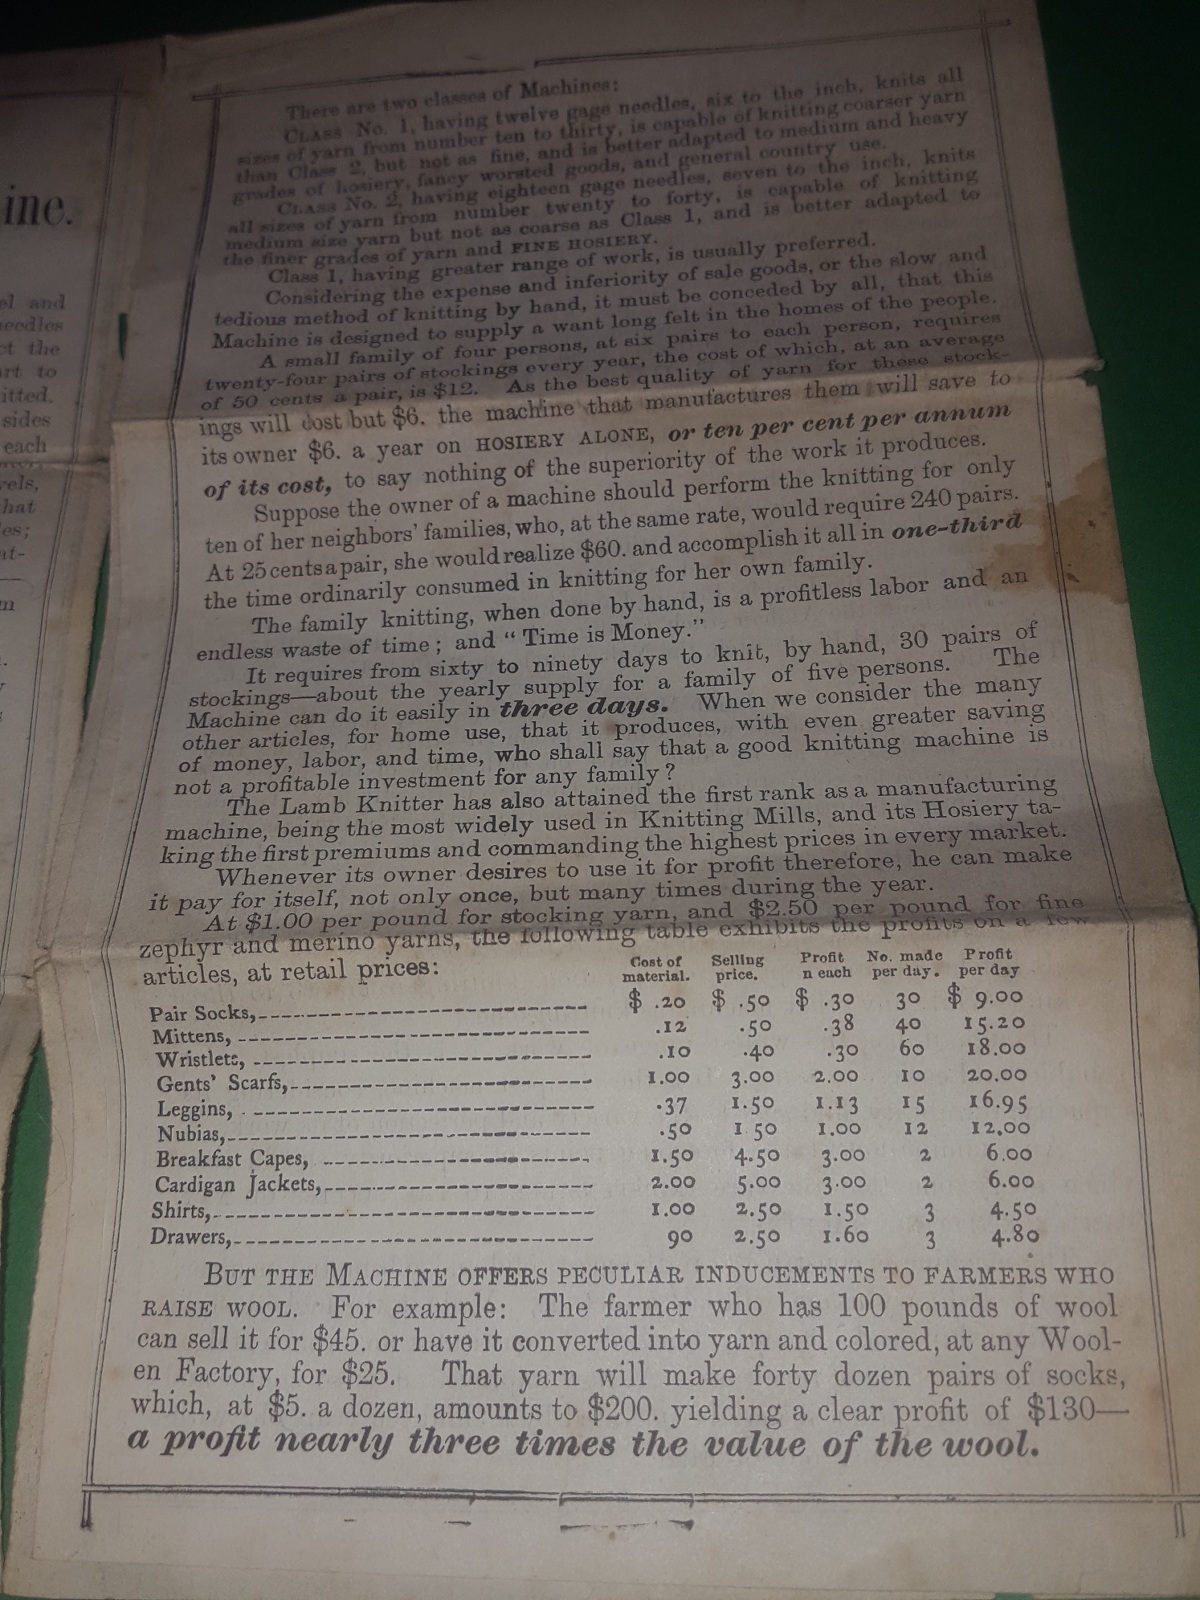 ine.
el and
needles
ct the
art to
itted.
sides
each
vels,
hat
es;
at-
m
There are two classes of Machines:
CLASS No. 1, having twelve gage needles, six to the inch, knits all
sizes of yarn from number ten to thirty, is capable of knitting coarser yarn
than Class 2, but not as fine, and is better adapted to medium and heavy
grades of hosiery, fancy worsted goods, and general country use.
CLASS No. 2, having eighteen gage needles, seven to the inch, knits
all sizes of yarn from number twenty to forty, is capable of knitting
medium size yarn but not as coarse as Class 1, and is better adapted to
the finer grades of yarn and FINE HOSIERY.
Class 1, having greater range of work, is usually preferred.
Considering the expense and inferiority of sale goods, or the slow and
tedious method of knitting by hand, it must be conceded by all, that this
Machine is designed to supply a want long felt in the homes of the people.
A small family of four persons, at six pairs to each person, requires
twenty-four pairs of stockings every year, the cost of which, at an average
of 50 cents a pair, is $12. As the best quality of yarn for these stock-
ings will cost but $6. the machine that manufactures them will save to
its owner $6. a year on HOSIERY ALONE, or ten per cent per annum
of its cost, to say nothing of the superiority of the work it produces.
Suppose the owner of a machine should perform the knitting for only
ten of her neighbors' families, who, at the same rate, would require 240 pairs.
At 25 cents a pair, she would realize $60. and accomplish it all in one-third
the time ordinarily consumed in knitting for her own family.
The family knitting, when done by hand, is a profitless labor and an
endless waste of time; and "Time is Money."
It requires from sixty to ninety days to knit, by hand, 30 pairs of
stockings—about the yearly supply for a family of five persons. The
Machine can do it easily in three days. When we consider the many
other articles, for home use, that it produces, with even greater saving
of money, labor, and time, who shall say that a good knitting machine is
not a profitable investment for any family?
The Lamb Knitter has also attained the first rank as a manufacturing
machine, being the most widely used in Knitting Mills, and its Hosiery ta-
king the first premiums and commanding the highest prices in every market.
Whenever its owner desires to use it for profit therefore, he can make
it pay for itself, not only once, but many times during the year.
At $1.00 per pound for stocking yarn, and $2.50 per pound for fine
zephyr and merino yarns, the following table exhibits the profits on a few
articles, at retail prices:
Cost of material. Selling price. Profit n each No. made per day. Profit per day
Pair Socks, $ .20 $ .50 $ .30 30 $ 9.00
Mittens, .12 .50 .38 40 15.20
Wristlets, .10 .40 .30 60 18.00
Gents' Scarfs, 1.00 3.00 2.00 10 20.00
Leggins, .37 1.50 1.13 15 16.95
Nubias, .50 1 50 1.00 12 12,00
Breakfast Capes, 1.50 4.50 3.00 2 6.00
Cardigan Jackets, 2.00 5.00 3.00 2 6.00
Shirts, 1.00 2.50 1.50 3 4.50
Drawers, 90 2.50 1.60 3 4.80
BUT THE MACHINE OFFERS PECULIAR INDUCEMENTS TO FARMERS WHO
RAISE WOOL. For example: The farmer who has 100 pounds of wool
can sell it for $45. or have it converted into yarn and colored, at any Wool-
en Factory, for $25. That yarn will make forty dozen pairs of socks,
which, at $5. a dozen, amounts to $200. yielding a clear profit of $130—
a profit nearly three times the value of the wool.